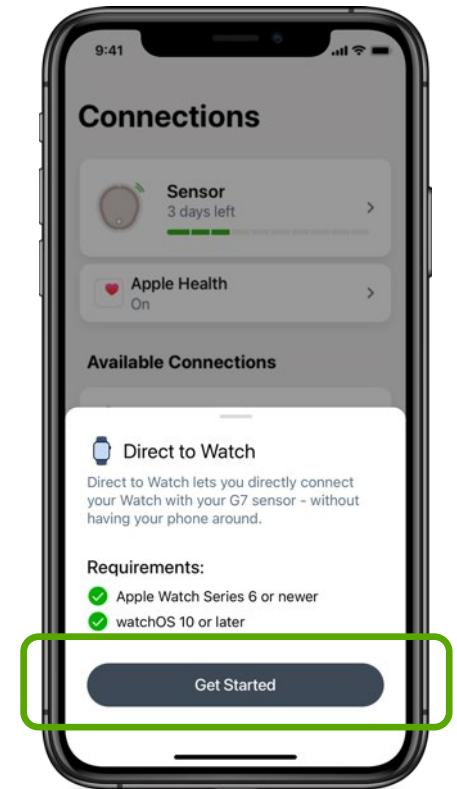 9:41
Connections
Sensor
3 days left
Apple Health
On
Available Connections
Direct to Watch
Direct to Watch lets you directly connect
your Watch with your G7 sensor - without
having your phone around.
Requirements:
Apple Watch Series 6 or newer
watchOS 10 or later
Get Started